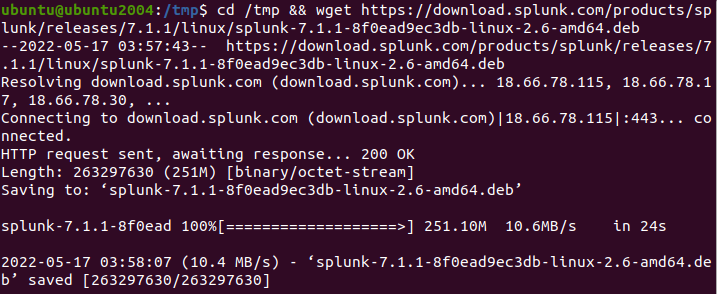 ubuntu@ubuntu2004:/tmp$ cd /tmp && wget https://download.splunk.com/products/sp
lunk/releases/7.1.1/linux/splunk-7.1.1-8f0ead9ec3db-linux-2.6-amd64.deb
--2022-05-17 03:57:43--  https://download.splunk.com/products/splunk/releases/7
.1.1/linux/splunk-7.1.1-8f0ead9ec3db-linux-2.6-amd64.deb
Resolving download.splunk.com (download.splunk.com)... 18.66.78.115, 18.66.78.1
7, 18.66.78.30, ...
Connecting to download.splunk.com (download.splunk.com)|18.66.78.115|:443... co
nnected.
HTTP request sent, awaiting response... 200 OK
Length: 263297630 (251M) [binary/octet-stream]
Saving to: ‘splunk-7.1.1-8f0ead9ec3db-linux-2.6-amd64.deb’
splunk-7.1.1-8f0ead 100%[===================>] 251.10M  10.6MB/s    in 24s
2022-05-17 03:58:07 (10.4 MB/s) - ‘splunk-7.1.1-8f0ead9ec3db-linux-2.6-amd64.de
b’ saved [263297630/263297630]